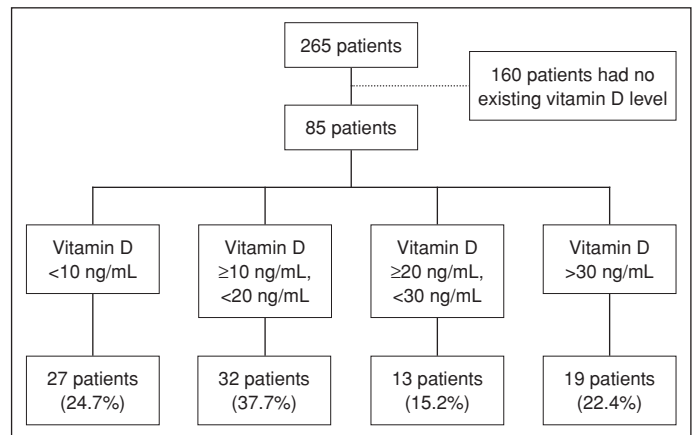 265 patients
160 patients had no
existing vitamin D level
85 patients
Vitamin D
<10 ng/mL
Vitamin D
≥10 ng/mL,
<20 ng/mL
Vitamin D
≥20 ng/mL,
<30 ng/mL
Vitamin D
>30 ng/mL
27 patients
(24.7%)
32 patients
(37.7%)
13 patients
(15.2%)
19 patients
(22.4%)